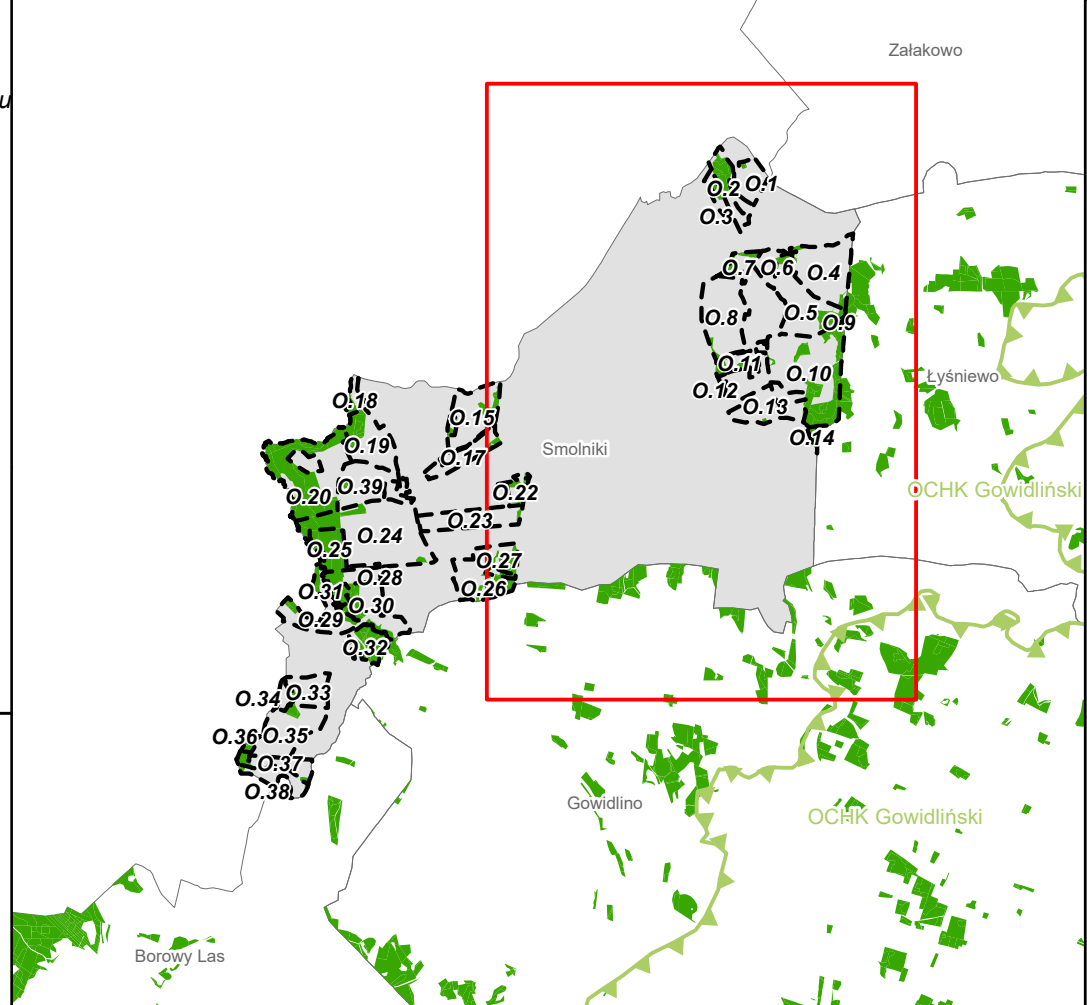 Załakowo
u
O.2
O.1
O.3
O.7
O.6
O.4
O.8
O.5
O.9
O.11
O.10
O.12
O.13
O.14
Łyśniewo
O.18
O.15
O.19
O.17
Smolniki
O.20
O.39
O.22
OCHK Gowidliński
O.23
O.24
O.25
O.27
O.28
O.31
O.26
O.30
O.29
O.32
O.34
O.33
O.36
O.35
O.37
O.38
Gowidlino
OCHK Gowidliński
Borowy Las